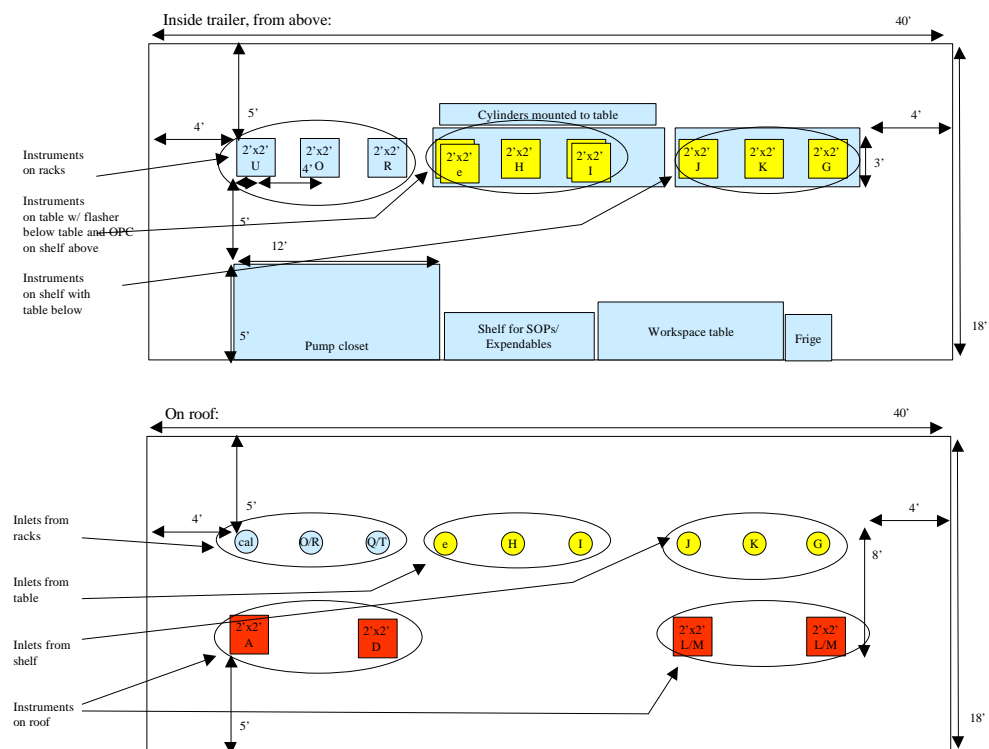 Inside trailer, from above:
40’
5’
4’
4’
Cylinders mounted to table
Instruments
on racks
2’x2’
U
2’x2’
O
2’x2’
R
2’x2’
e
2’x2’
H
2’x2’
I
2’x2’
J
2’x2’
K
2’x2’
G
3’
4’
Instruments
on table w/ flasher
below table and OPC
on shelf above
5’
12’
Instruments
on shelf with
table below
5’
Pump closet
Shelf for SOPs/
Expendables
Workspace table
Frige
18’
On roof:
40’
5’
4’
4’
Inlets from
racks
cal
O/R
Q/T
e
H
I
J
K
G
8’
Inlets from
table
Inlets from
shelf
2’x2’
A
2’x2’
D
2’x2’
L/M
2’x2’
L/M
Instruments
on roof
5’
18’